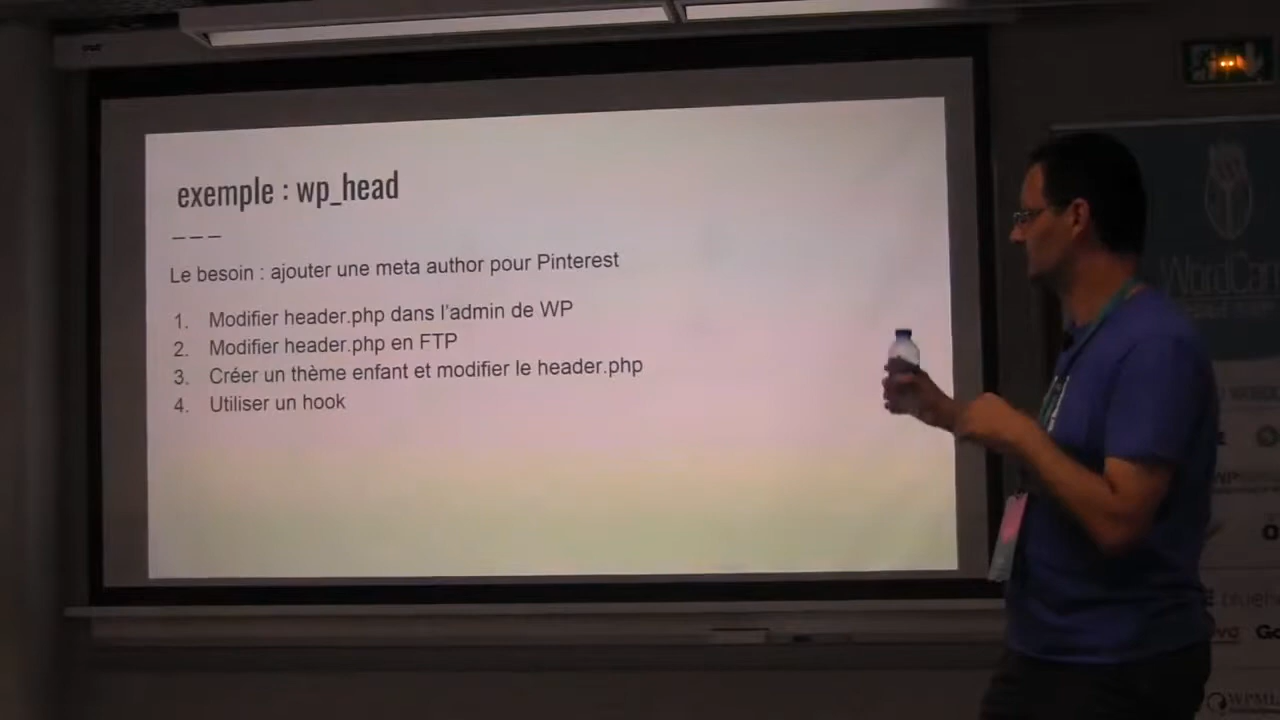 exemple : wp_head
Le besoin : ajouter une meta author pour Pinterest
1. Modifier header.php dans l'admin de WP
2. Modifier header.php en FTP
3. Créer un thème enfant et modifier le header.php
4. Utiliser un hook
WordCam